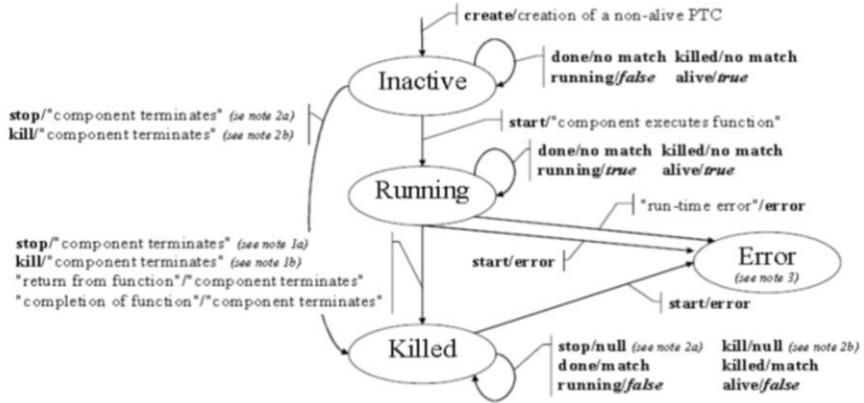 create/creation of a non-alive PTC
Inactive
done/no match killed/no match
running/false alive/true
stop/"component terminates" (se note 2a)
kill/"component terminates" (see note 2b)
start/"component executes function"
done/no match killed/no match
running/true alive/true
Running
"run-time error"/error
stop/"component terminates" (see note 1a)
kill/"component terminates" (see note 1b)
"return from function"/"component terminates"
"completion of function"/"component terminates"
start/error
Error
(see note 3)
start/error
Killed
stop/null (see note 2a) kill/null (see note 2b)
done/match killed/match
running/false alive/false